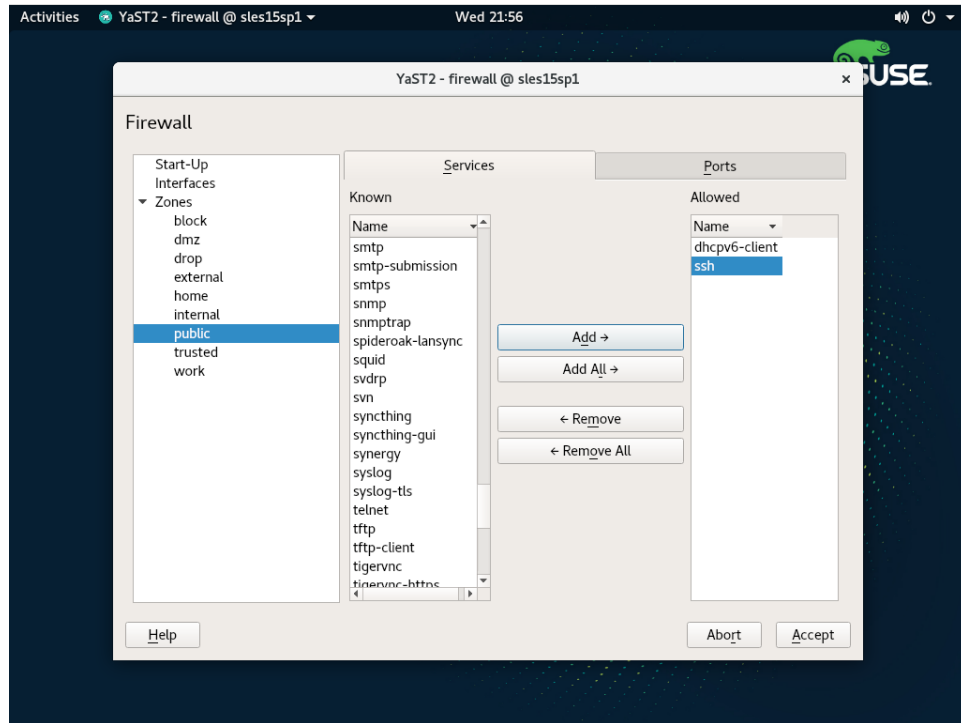 Activities YaST2 - firewall @ sles15sp1 Wed 21:56
SUSE
YaST2 - firewall @ sles15sp1
Firewall
Start-Up
Interfaces
Zones
block
dmz
drop
external
home
internal
public
trusted
work
Services Ports
Known
Name
smtp
smtp-submission
smtps
snmp
snmptrap
spideroak-lansync
squid
svdrp
svn
syncthing
syncthing-gui
synergy
syslog
syslog-tls
telnet
tftp
tftp-client
tigervnc
tigervnc-https
Add →
Add All →
← Remove
← Remove All
Allowed
Name
dhcpv6-client
ssh
Help Abort Accept